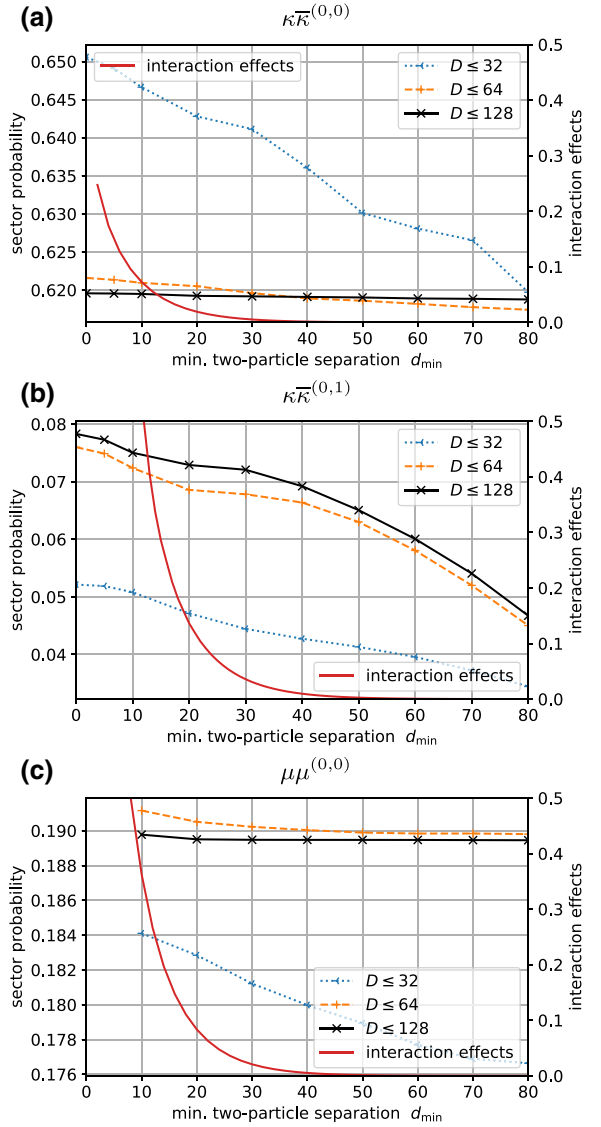 (a)
κκ̅^(0,0)
0.650
0.645
0.640
0.635
0.630
0.625
0.620
sector probability
interaction effects
D ≤ 32
D ≤ 64
D ≤ 128
0.5
0.4
0.3
0.2
0.1
0.0
interaction effects
0 10 20 30 40 50 60 70 80
min. two-particle separation d_min
(b)
κκ̅^(0,1)
0.08
0.07
0.06
0.05
0.04
sector probability
D ≤ 32
D ≤ 64
D ≤ 128
interaction effects
0.5
0.4
0.3
0.2
0.1
0.0
interaction effects
0 10 20 30 40 50 60 70 80
min. two-particle separation d_min
(c)
μμ^(0,0)
0.190
0.188
0.186
0.184
0.182
0.180
0.178
0.176
sector probability
D ≤ 32
D ≤ 64
D ≤ 128
interaction effects
0.5
0.4
0.3
0.2
0.1
0.0
interaction effects
0 10 20 30 40 50 60 70 80
min. two-particle separation d_min